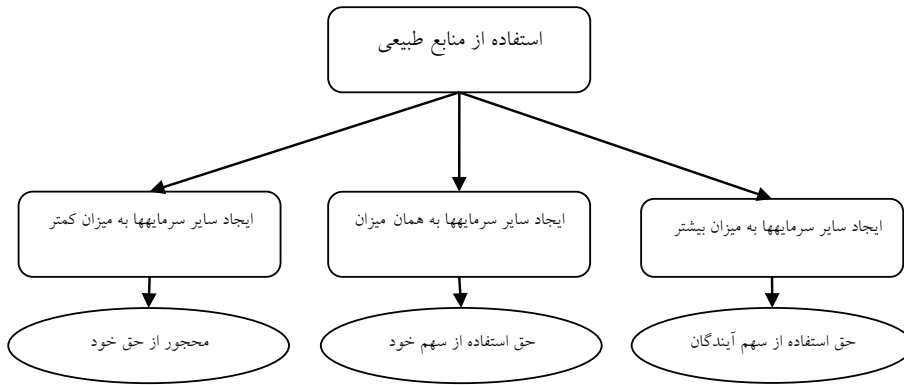 استفاده از منابع طبیعی
ایجاد سایر سرمایهها به میزان بیشتر
ایجاد سایر سرمایهها به همان میزان
ایجاد سایر سرمایهها به میزان کمتر
حق استفاده از سهم آیندگان
حق استفاده از سهم خود
محجور از حق خود